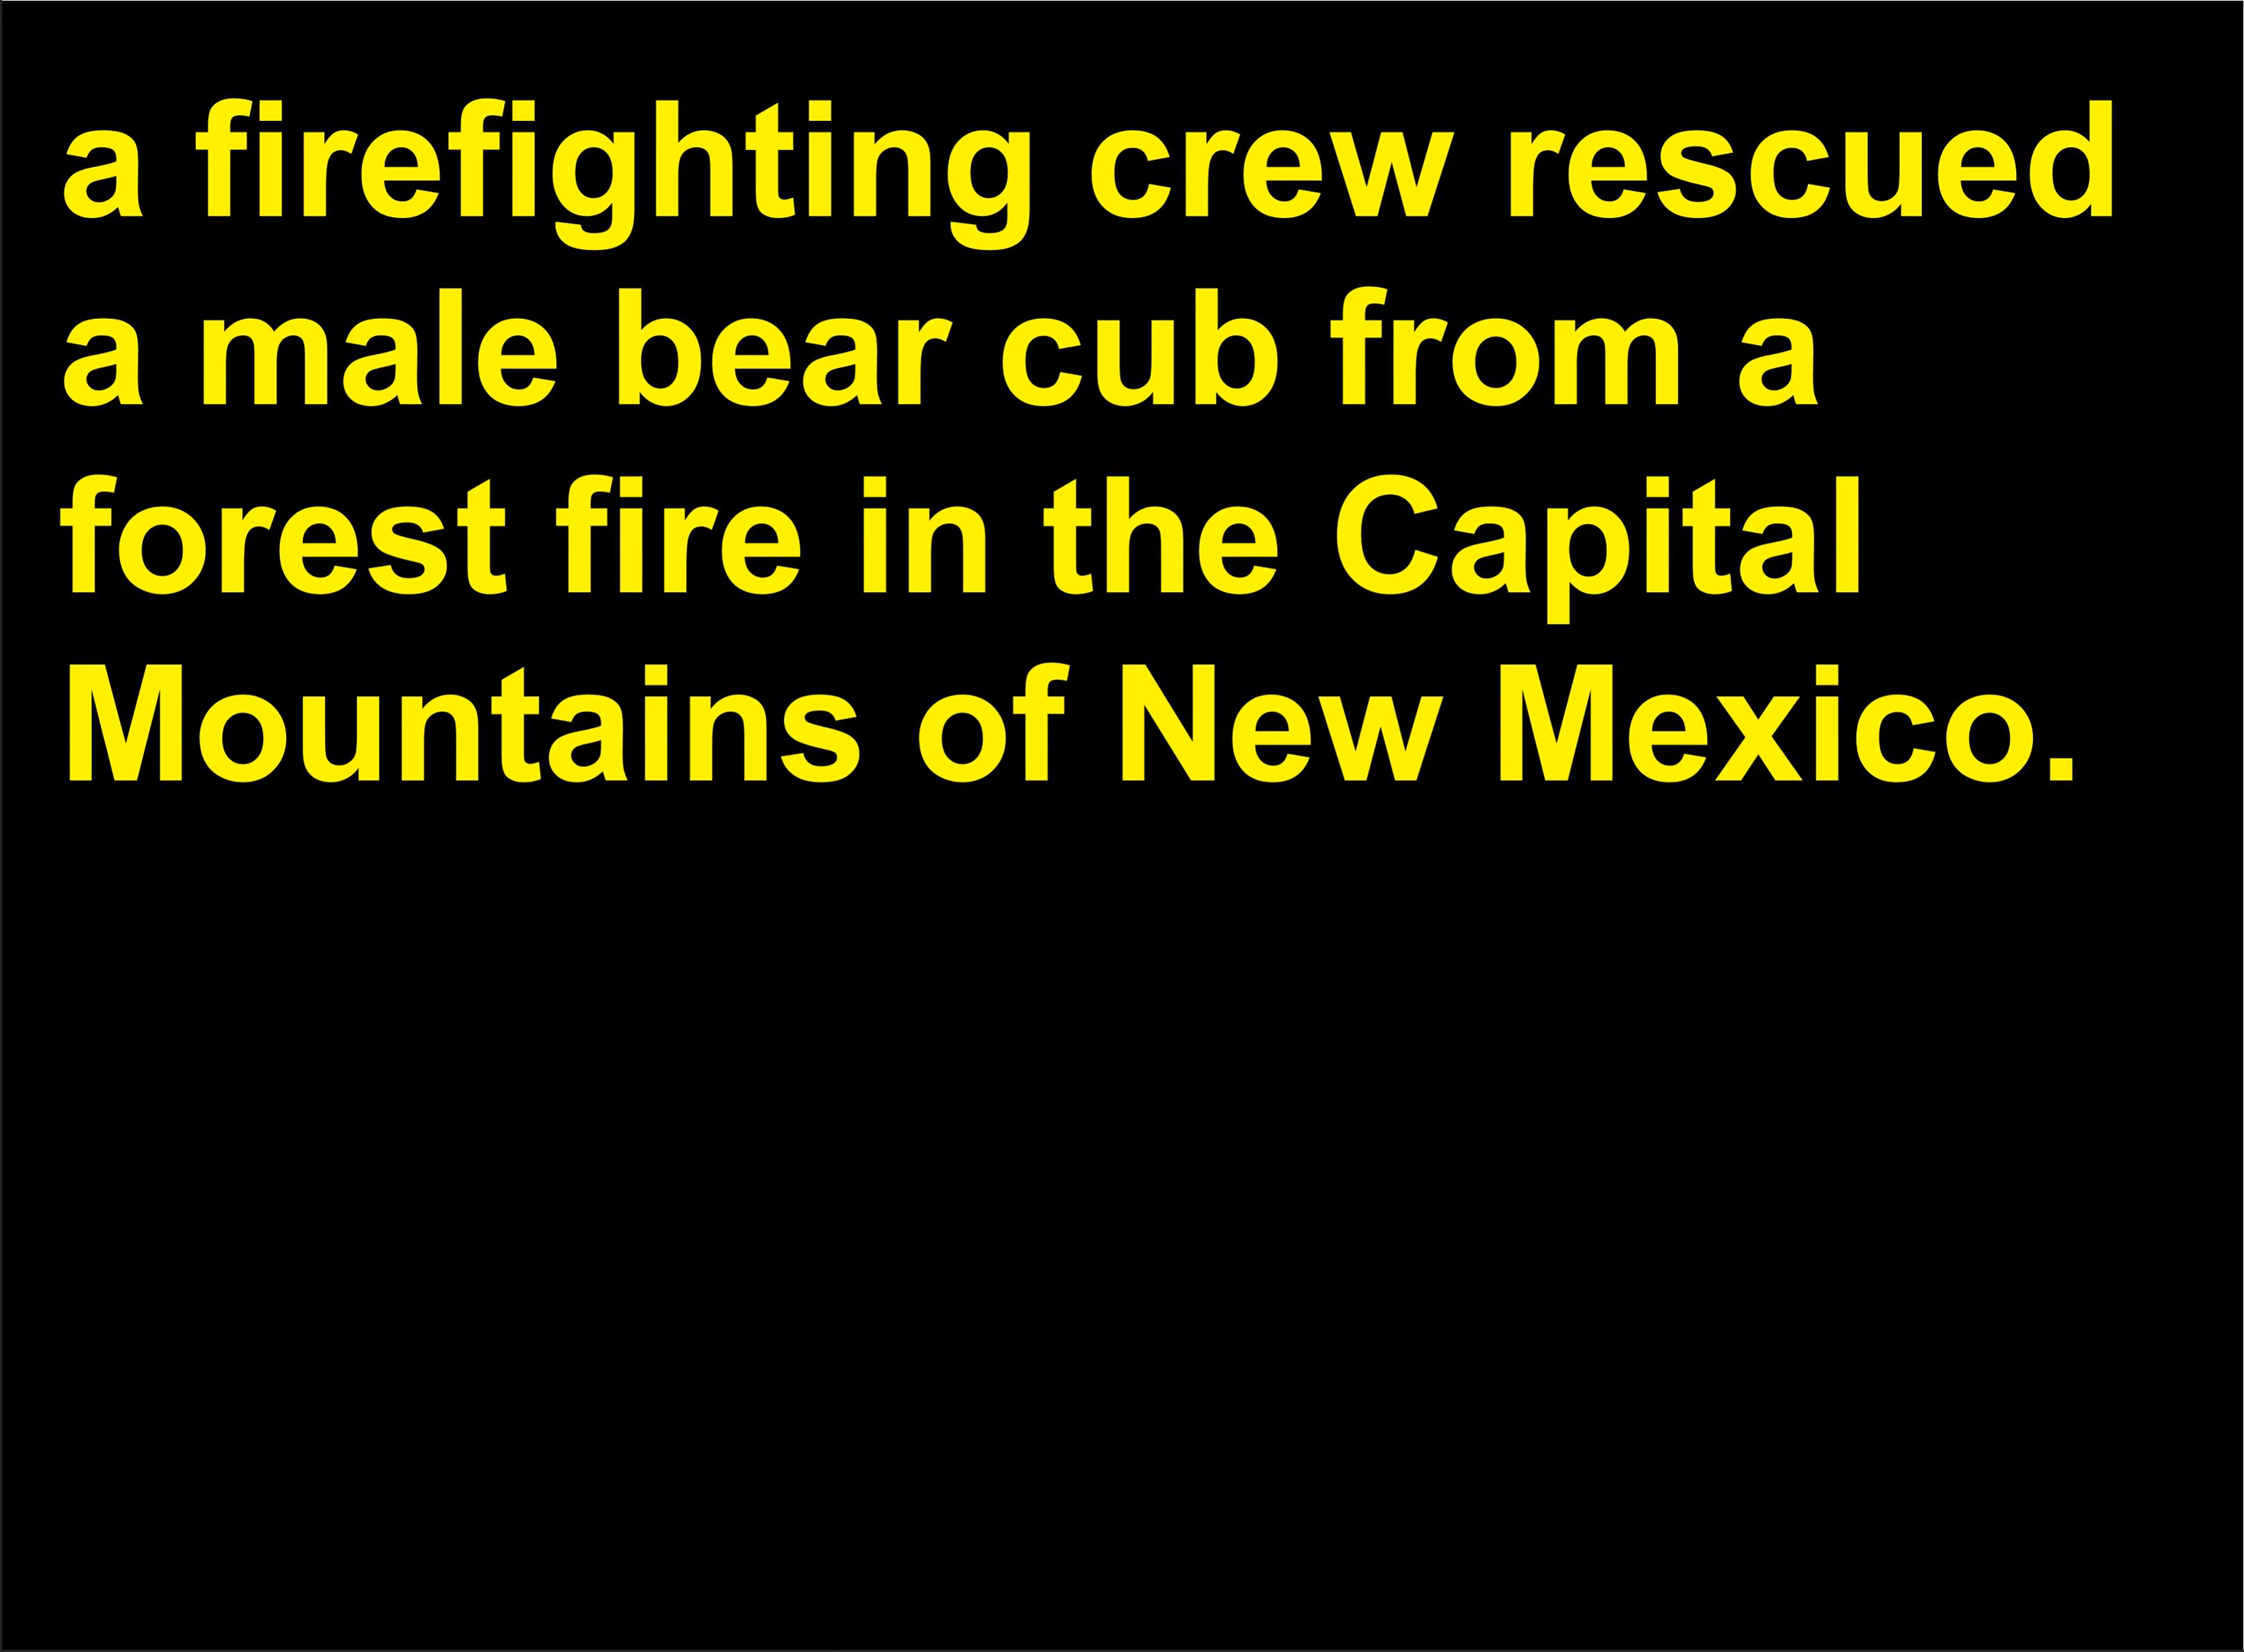 a firefighting crew rescued
a male bear cub from a
forest fire in the Capital
Mountains of New Mexico.